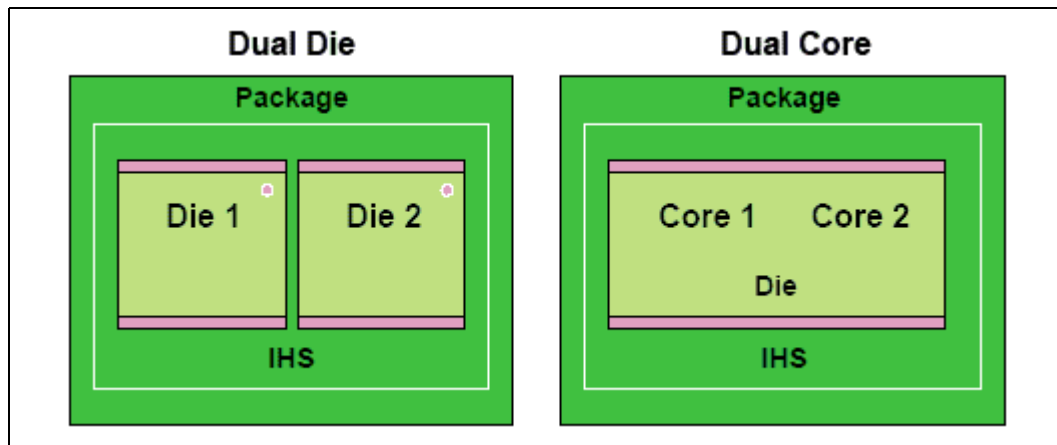 Dual Die
Package
Die 1
Die 2
IHS
Dual Core
Package
Core 1
Core 2
Die
IHS